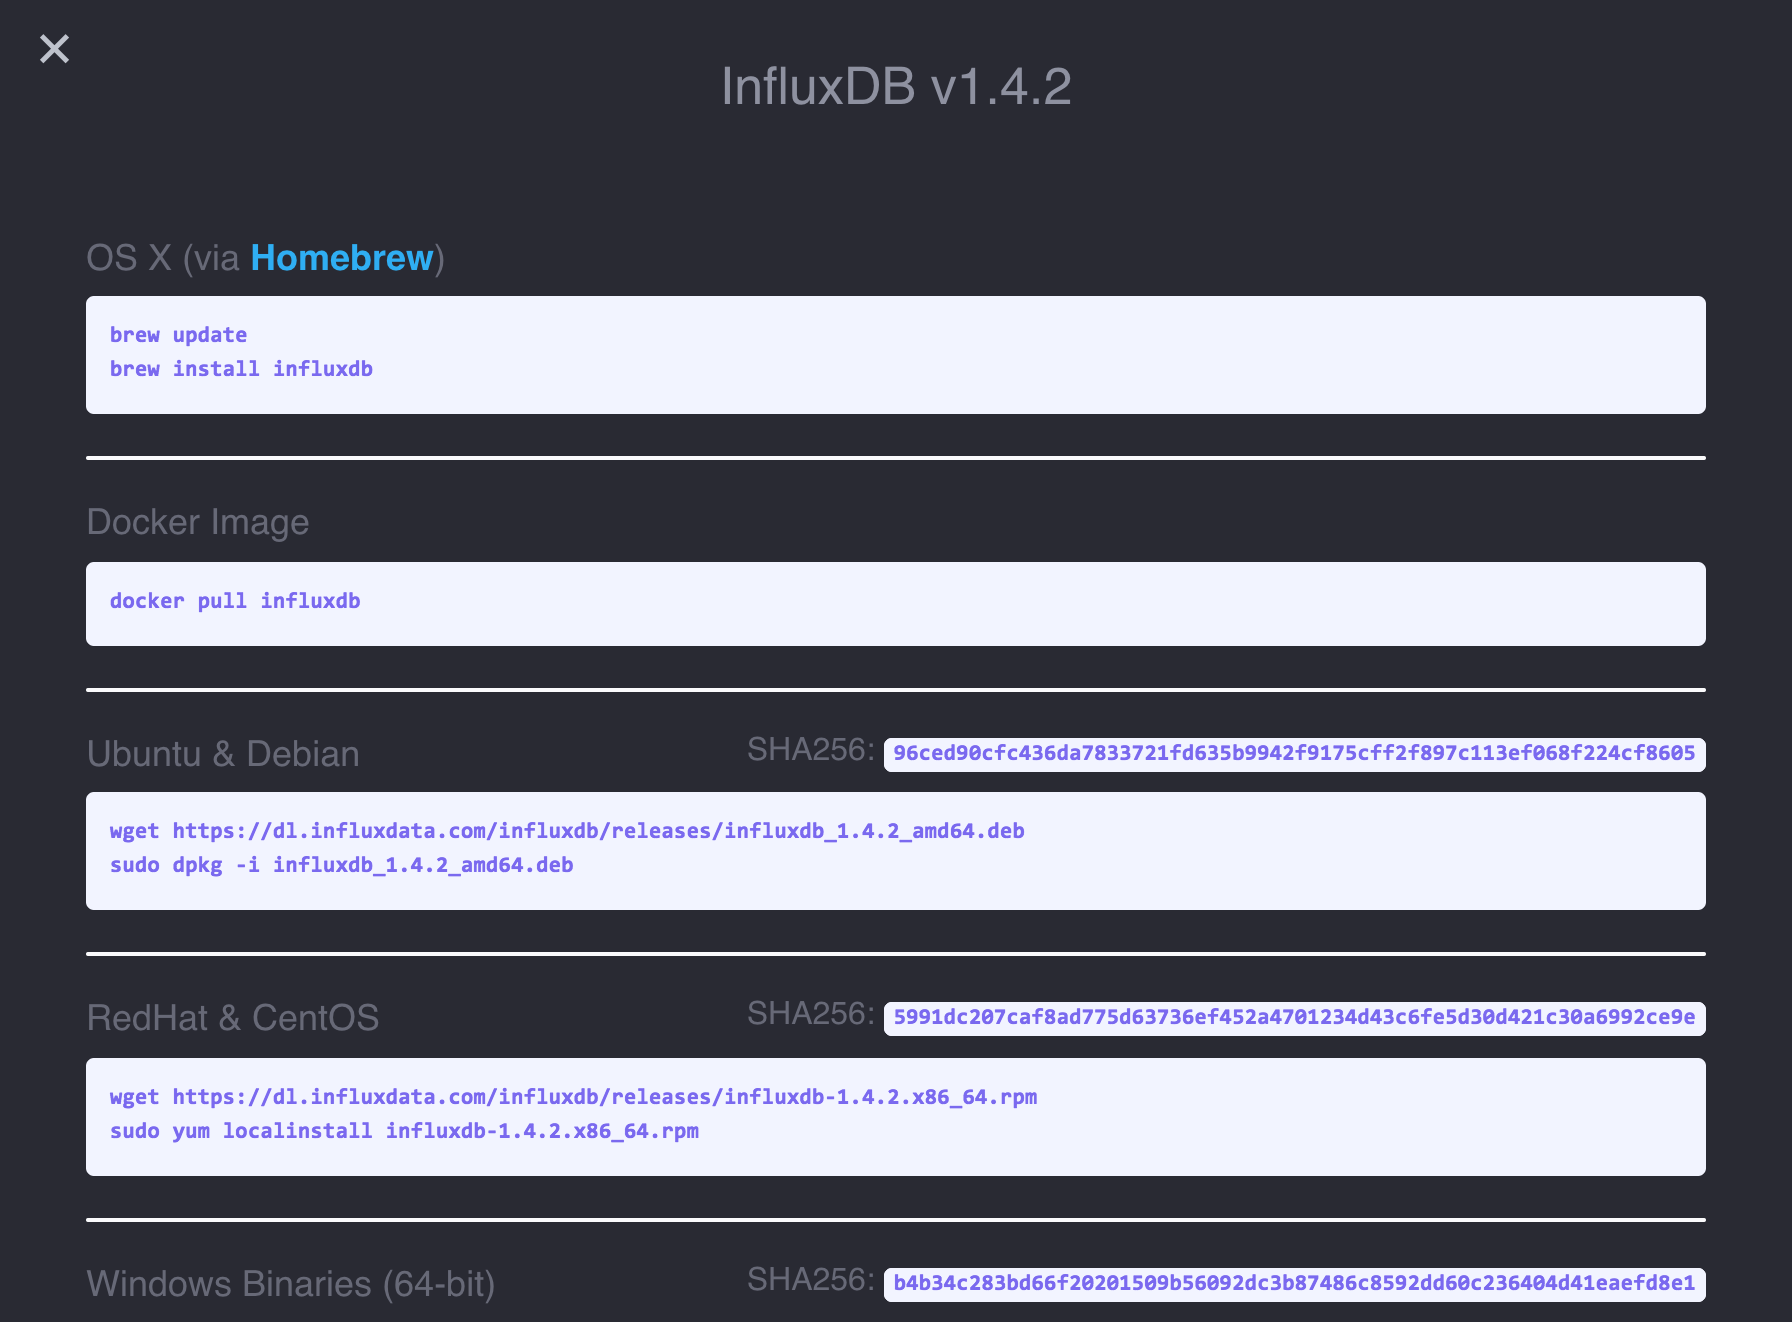 InfluxDB v1.4.2
OS X (via Homebrew)
brew update
brew install influxdb
Docker Image
docker pull influxdb
Ubuntu & Debian
SHA256: 96ced90cfc436da7833721fd635b9942f9175cff2f897c113ef068f224cf8605
wget https://dl.influxdata.com/influxdb/releases/influxdb_1.4.2_amd64.deb
sudo dpkg -i influxdb_1.4.2_amd64.deb
RedHat & CentOS
SHA256: 5991dc207caf8ad775d63736ef452a4701234d43c6fe5d30d421c30a6992ce9e
wget https://dl.influxdata.com/influxdb/releases/influxdb-1.4.2.x86_64.rpm
sudo yum localinstall influxdb-1.4.2.x86_64.rpm
Windows Binaries (64-bit)
SHA256: b4b34c283bd66f20201509b56092dc3b87486c8592dd60c236404d41eaefd8e1